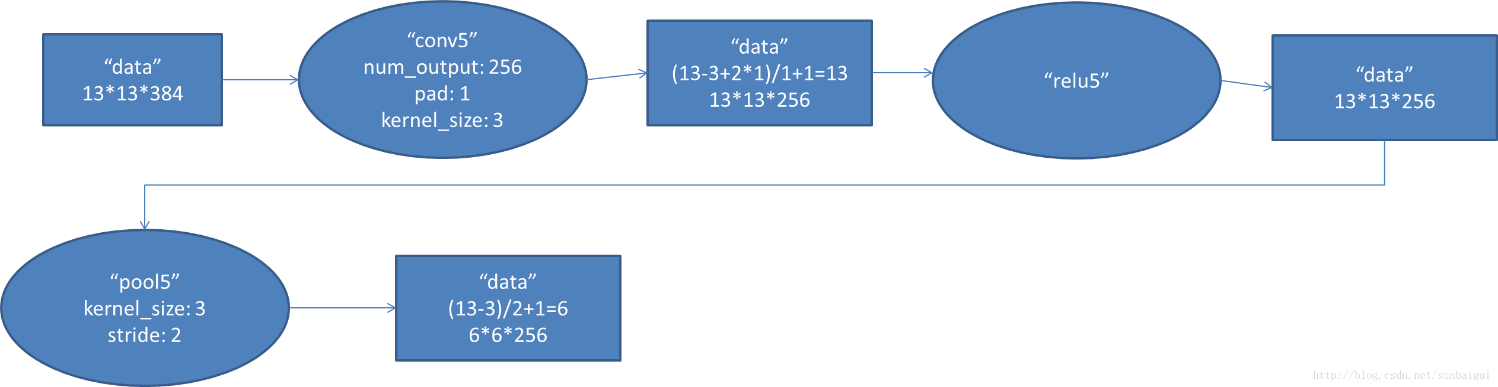 “data”
13*13*384
“conv5”
num_output: 256
pad: 1
kernel_size: 3
“data”
(13-3+2*1)/1+1=13
13*13*256
“relu5”
“data”
13*13*256
“pool5”
kernel_size: 3
stride: 2
“data”
(13-3)/2+1=6
6*6*256
http://blog.csdn.net/sunbaigui